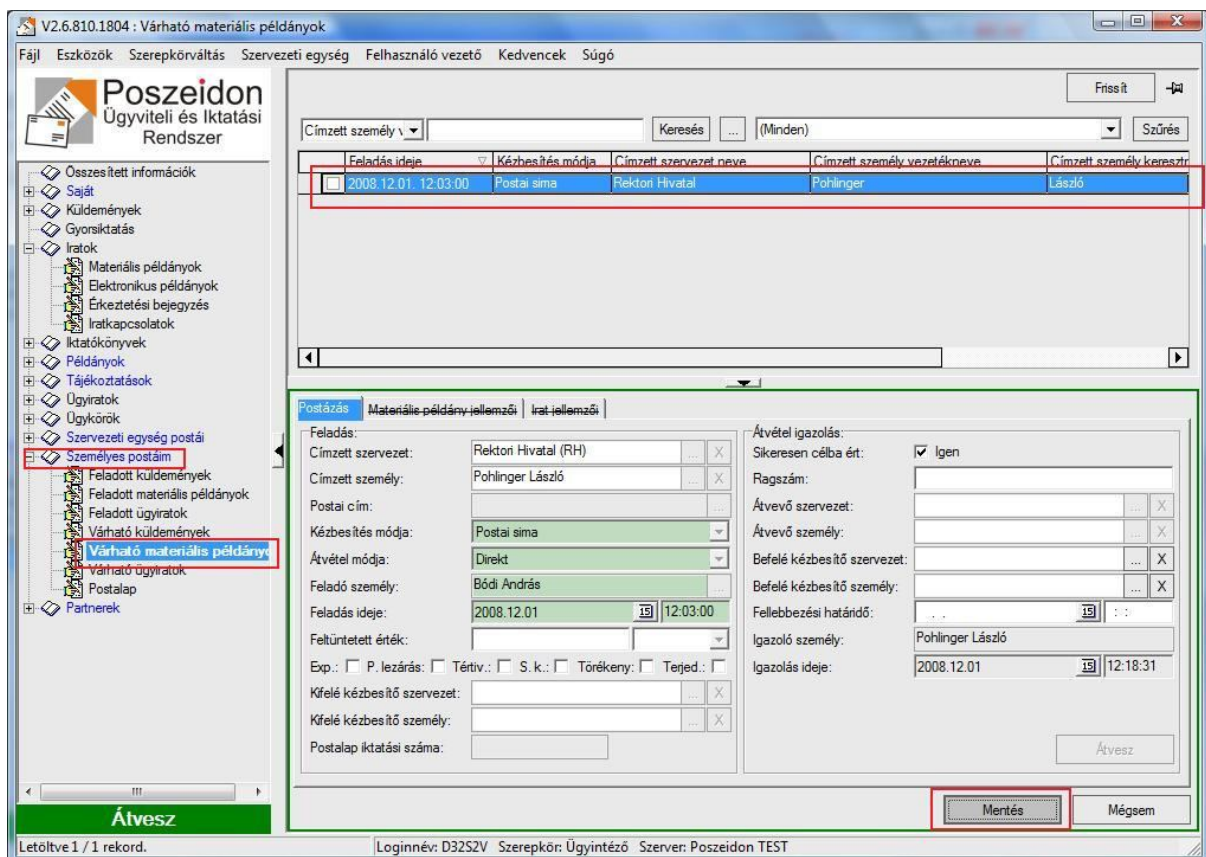 V2.6.810.1804 : Várható materiális példányok
Fájl Eszközök Szerepkörváltás Szervezeti egység Felhasználó vezető Kedvencek Súgó
Poszeidon
Ügyviteli és Iktatási
Rendszer
Összesített információk
Saját
Küldemények
Gyorsiktatás
Iratok
Materiális példányok
Elektronikus példányok
Érkeztetési bejegyzés
Iratkapcsolatok
Iktatókönyvek
Példányok
Tájékoztatások
Ügyiratok
Ügykörök
Szervezeti egység postái
Személyes postáim
Feladott küldemények
Feladott materiális példányok
Feladott ügyiratok
Várható küldemények
Várható materiális példányo
Várható ügyiratok
Postalap
Partnerek
Átvesz
Frissít
Címzett személy v Keresés ... (Minden) Szűrés
Feladás ideje Kézbesítés módja Címzett szervezet neve Címzett személy vezetékneve Címzett személy keresztn
2008.12.01. 12:03:00 Postai sima Rektori Hivatal Pohlinger László
Postázás Materiális példány jellemzői Irat jellemzői
Feladás:
Címzett szervezet: Rektori Hivatal (RH) ... X
Címzett személy: Pohlinger László ... X
Postai cím: ...
Kézbesítés módja: Postai sima
Átvétel módja: Direkt
Feladó személy: Bódi András ...
Feladás ideje: 2008.12.01 15 12:03:00
Feltüntetett érték:
Exp.: P. lezárás: Tértiv.: S. k.: Törékeny: Terjed.:
Kifelé kézbesítő szervezet: ... X
Kifelé kézbesítő személy: ... X
Postalap iktatási száma:
Átvétel igazolás:
Sikeresen célba ért: Igen
Ragszám:
Átvevő szervezet: ... X
Átvevő személy: ... X
Befelé kézbesítő szervezet: ... X
Befelé kézbesítő személy: ... X
Fellebbezési határidő: . . 15 : :
Igazoló személy: Pohlinger László
Igazolás ideje: 2008.12.01 15 12:18:31
Átvesz
Mentés Mégsem
Letöltve 1 / 1 rekord. Loginnév: D32S2V Szerepkör: Ügyintéző Szerver: Poszeidon TEST